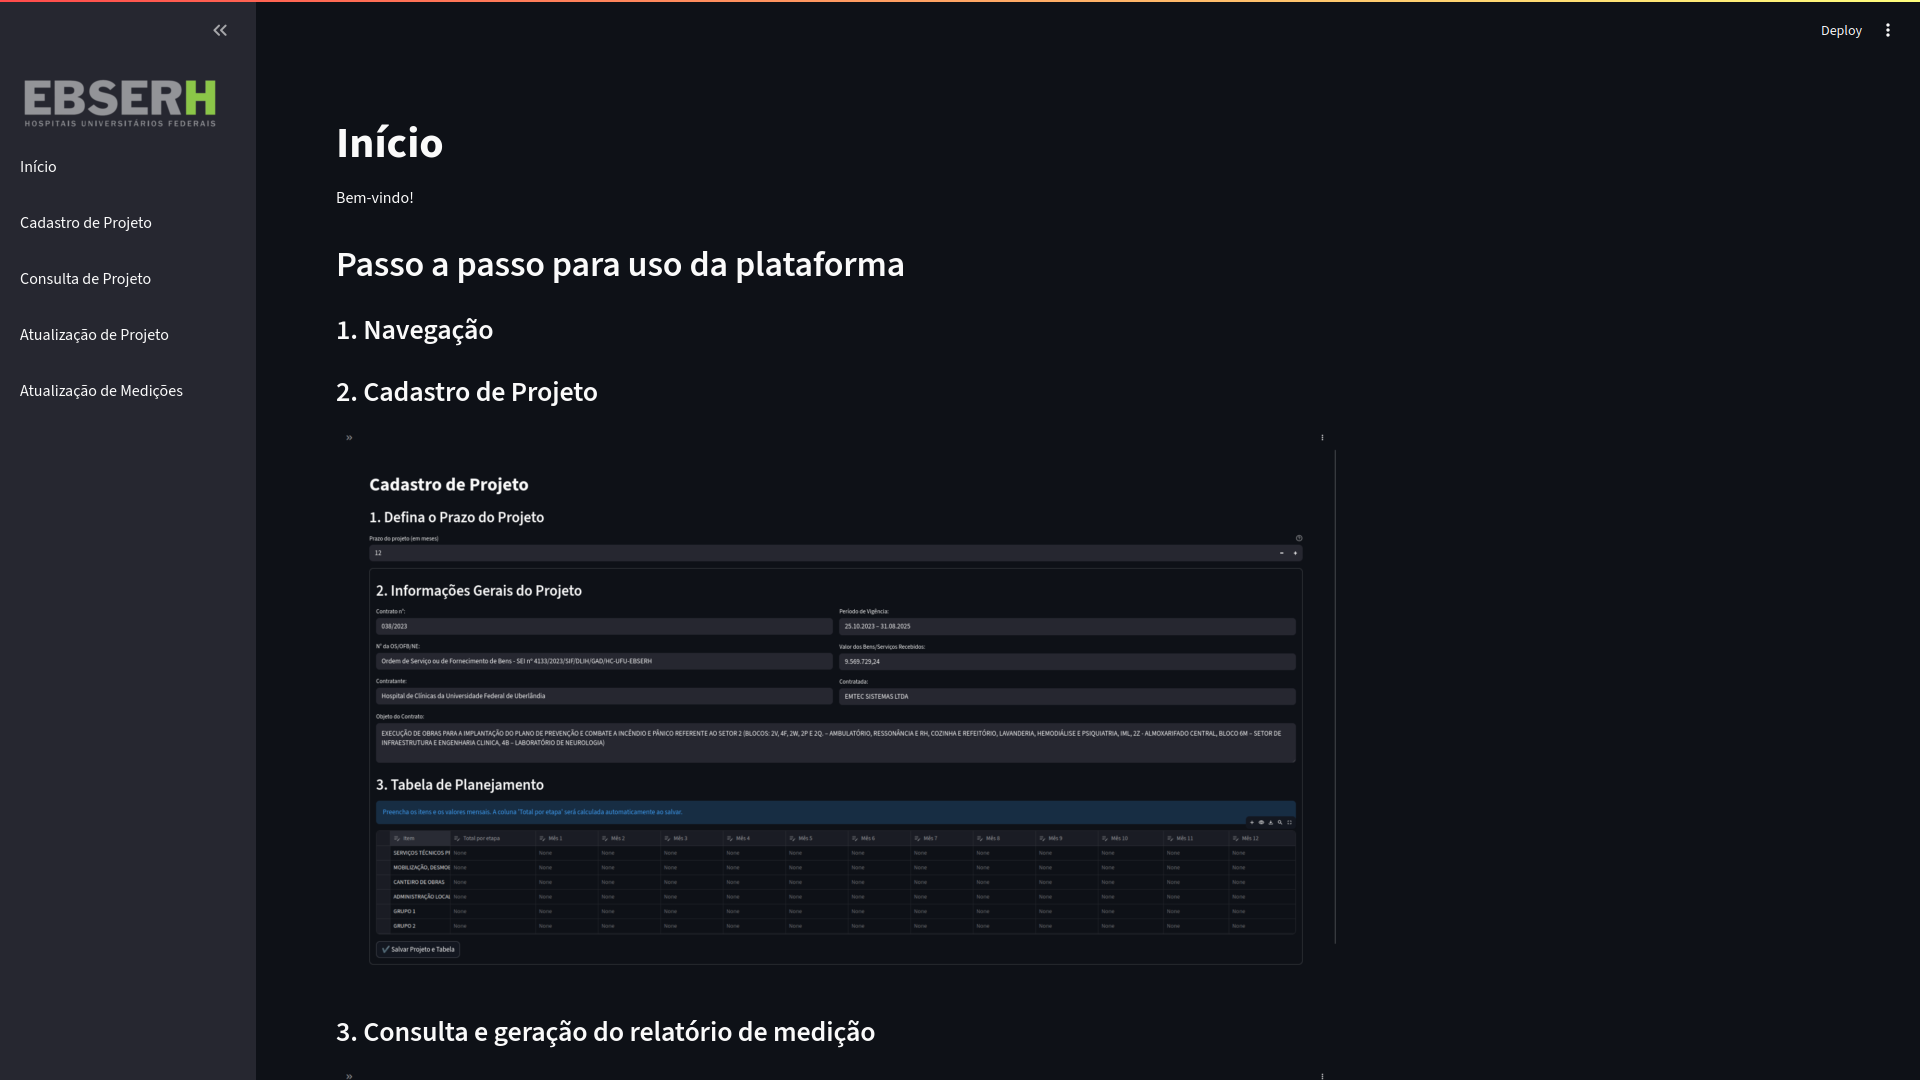 Deploy
EBSERH
HOSPITAIS UNIVERSITÁRIOS FEDERAIS
Início
Cadastro de Projeto
Consulta de Projeto
Atualização de Projeto
Atualização de Medições
Início
Bem-vindo!
Passo a passo para uso da plataforma
1. Navegação
2. Cadastro de Projeto
Cadastro de Projeto
1. Defina o Prazo do Projeto
Prazo do projeto (em meses)
12
2. Informações Gerais do Projeto
Contrato nº: Período de Vigência:
038/2023 25.10.2023 – 31.08.2025
N° da OS/OFB/NE: Valor dos Bens/Serviços Recebidos:
Ordem de Serviço ou de Fornecimento de Bens - SEI nº 4133/2023/SIF/DLIH/GAD/HC-UFU-EBSERH 9.569.729,24
Contratante: Contratada:
Hospital de Clínicas da Universidade Federal de Uberlândia EMTEC SISTEMAS LTDA
Objeto do Contrato:
EXECUÇÃO DE OBRAS PARA A IMPLANTAÇÃO DO PLANO DE PREVENÇÃO E COMBATE A INCÊNDIO E PÂNICO REFERENTE AO SETOR 2 (BLOCOS: 2V, 4F, 2W, 2P E 2Q. – AMBULATÓRIO, RESSONÂNCIA E RH, COZINHA E REFEITÓRIO, LAVANDERIA, HEMODIÁLISE E PSIQUIATRIA, IML, 2Z - ALMOXARIFADO CENTRAL, BLOCO 6M – SETOR DE
INFRAESTRUTURA E ENGENHARIA CLINICA, 4B – LABORATÓRIO DE NEUROLOGIA)
3. Tabela de Planejamento
Preencha os itens e os valores mensais. A coluna 'Total por etapa' será calculada automaticamente ao salvar.
Item Total por etapa Mês 1 Mês 2 Mês 3 Mês 4 Mês 5 Mês 6 Mês 7 Mês 8 Mês 9 Mês 10 Mês 11 Mês 12
SERVIÇOS TÉCNICOS PI None None None None None None None None None None None None None
MOBILIZAÇÃO, DESMOE None None None None None None None None None None None None None
CANTEIRO DE OBRAS None None None None None None None None None None None None None
ADMINISTRAÇÃO LOCAL None None None None None None None None None None None None None
GRUPO 1 None None None None None None None None None None None None None
GRUPO 2 None None None None None None None None None None None None None
Salvar Projeto e Tabela
3. Consulta e geração do relatório de medição